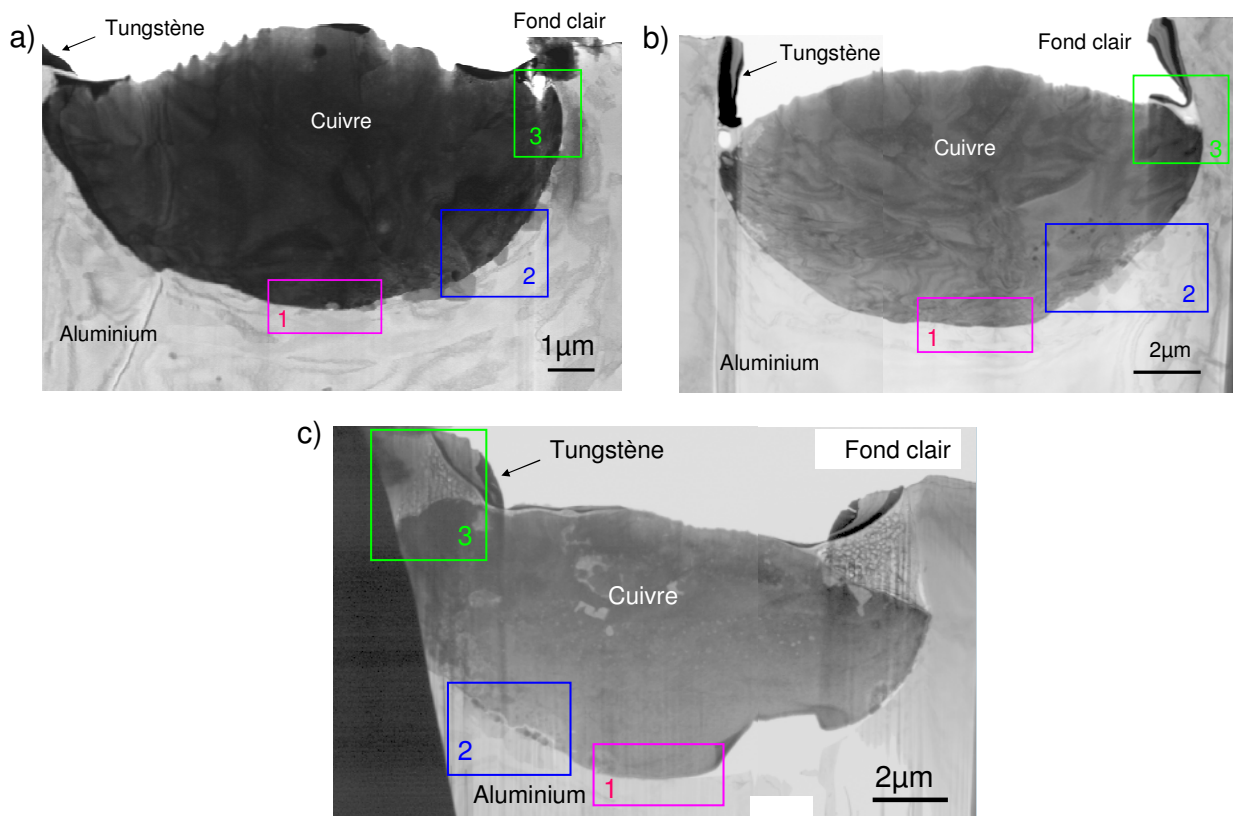 a)
Tungstène
Fond clair
Cuivre
3
2
1
Aluminium
1µm
b)
Tungstène
Fond clair
Cuivre
3
2
1
Aluminium
2µm
c)
Tungstène
Fond clair
3
Cuivre
2
1
Aluminium
2µm